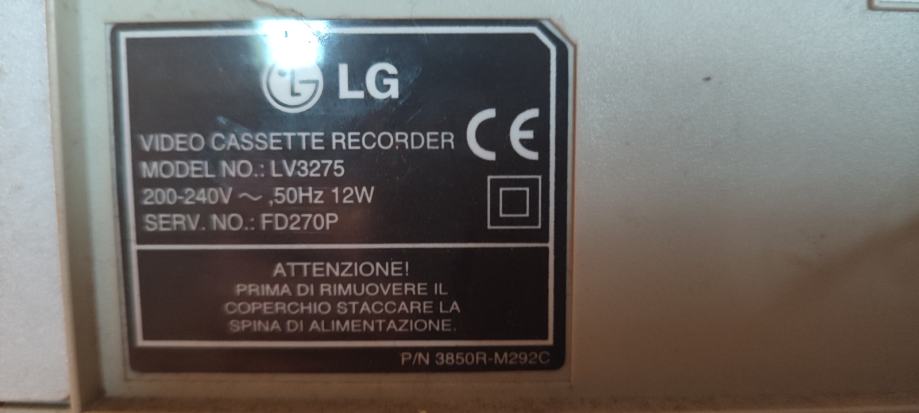 LG
VIDEO CASSETTE RECORDER
MODEL NO.: LV3275
200-240V ~ ,50Hz 12W
SERV. NO.: FD270P
CE
ATTENZIONE!
PRIMA DI RIMUOVERE IL
COPERCHIO STACCARE LA
SPINA DI ALIMENTAZIONE.
P/N 3850R-M292C